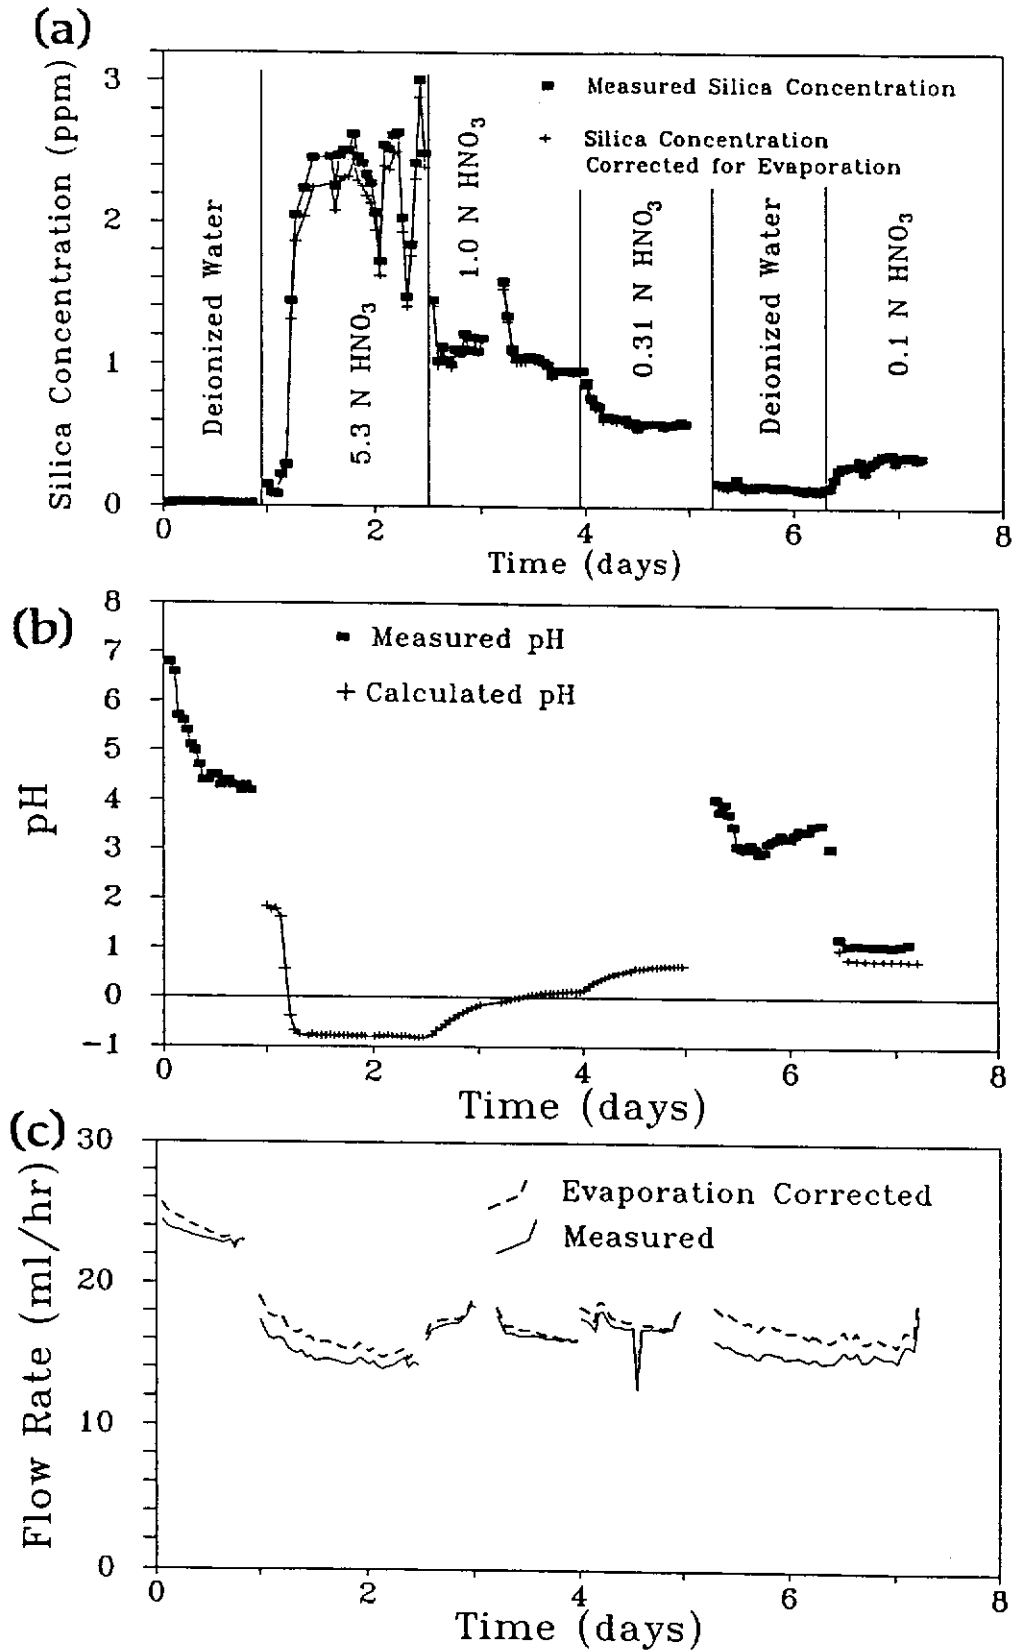 (a)
Silica Concentration (ppm)
3
2
1
0
Measured Silica Concentration
Silica Concentration
Corrected for Evaporation
Deionized Water
5.3 N HNO3
1.0 N HNO3
0.31 N HNO3
Deionized Water
0.1 N HNO3
0 2 4 6 8
Time (days)
(b)
pH
8
7
6
5
4
3
2
1
0
-1
Measured pH
Calculated pH
0 2 4 6 8
Time (days)
(c)
Flow Rate (ml/hr)
30
20
10
0
Evaporation Corrected
Measured
0 2 4 6 8
Time (days)